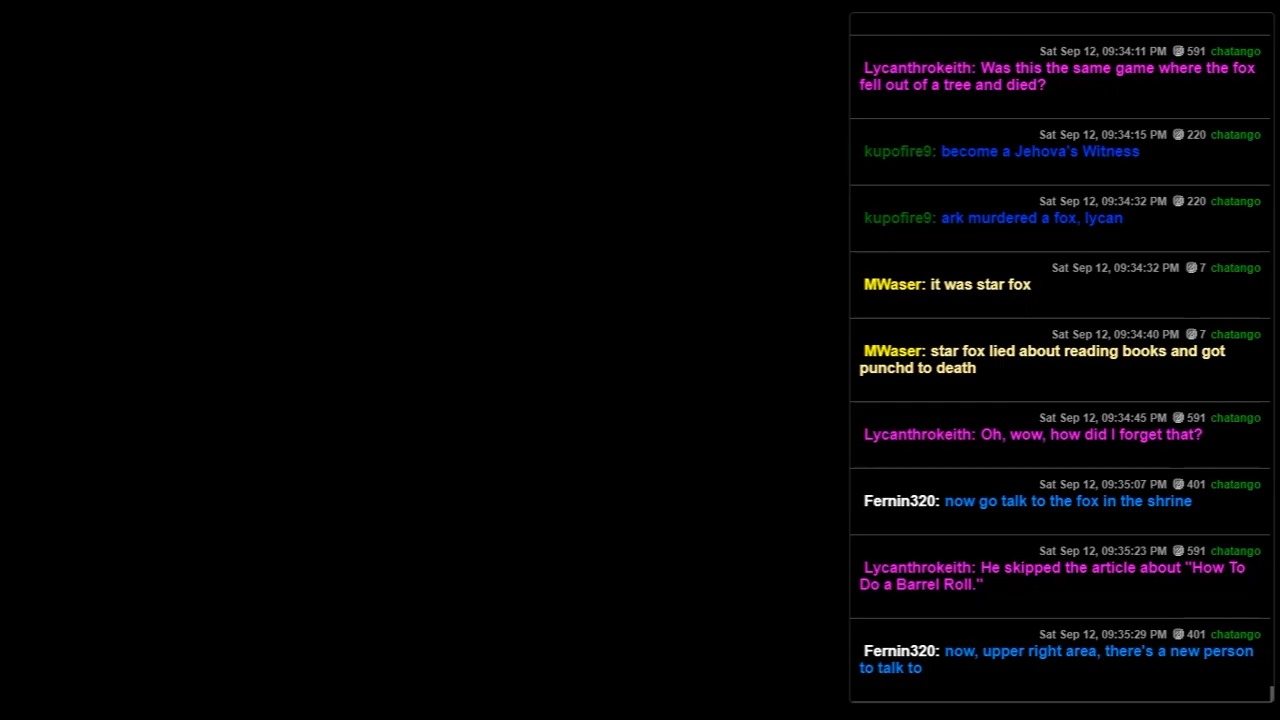 Sat Sep 12, 09:34:11 PM 591 chatango
Lycanthrokeith: Was this the same game where the fox
fell out of a tree and died?
Sat Sep 12, 09:34:15 PM 220 chatango
kupofire9: become a Jehova's Witness
Sat Sep 12, 09:34:32 PM 220 chatango
kupofire9: ark murdered a fox, lycan
Sat Sep 12, 09:34:32 PM 7 chatango
MWaser: it was star fox
Sat Sep 12, 09:34:40 PM 7 chatango
MWaser: star fox lied about reading books and got
punchd to death
Sat Sep 12, 09:34:45 PM 591 chatango
Lycanthrokeith: Oh, wow, how did I forget that?
Sat Sep 12, 09:35:07 PM 401 chatango
Fernin320: now go talk to the fox in the shrine
Sat Sep 12, 09:35:23 PM 591 chatango
Lycanthrokeith: He skipped the article about "How To
Do a Barrel Roll."
Sat Sep 12, 09:35:29 PM 401 chatango
Fernin320: now, upper right area, there's a new person
to talk to